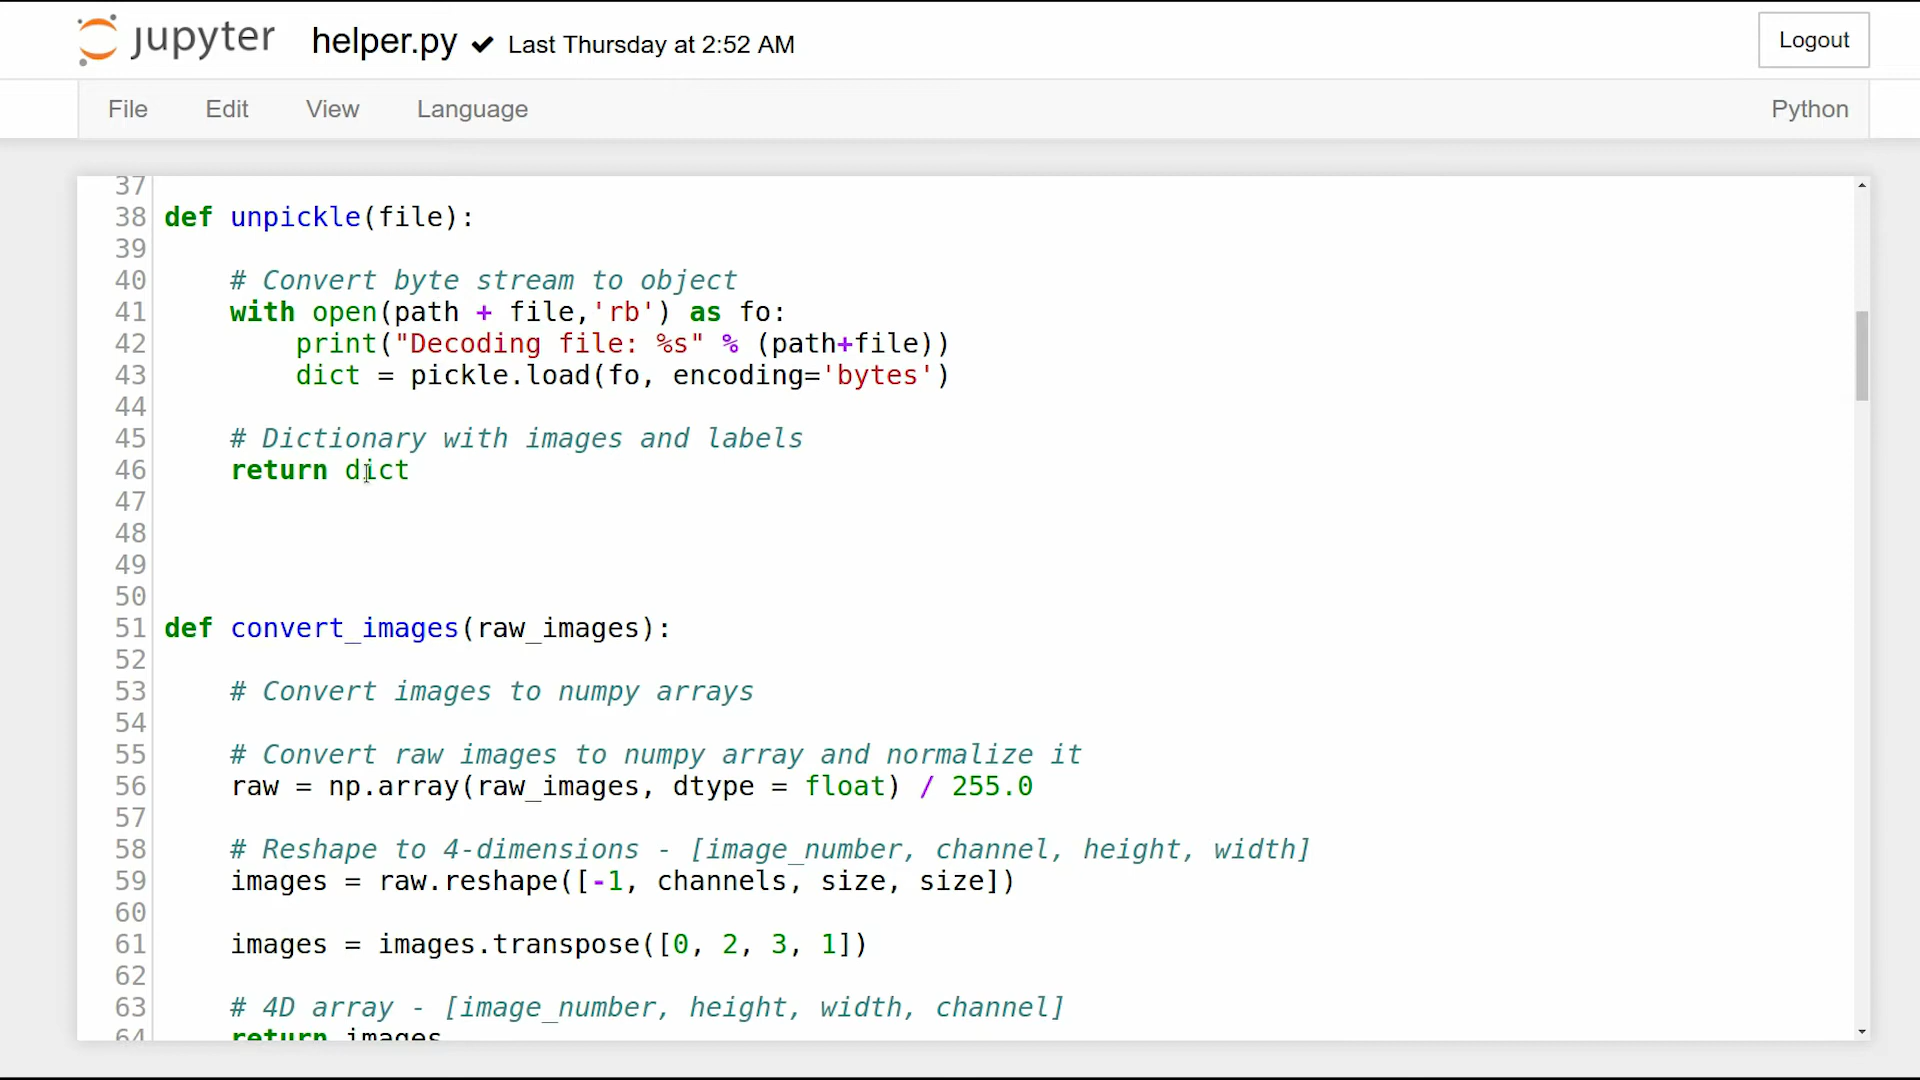 jupyter helper.py Last Thursday at 2:52 AM Logout
File Edit View Language Python
37
38 def unpickle(file):
39
40 # Convert byte stream to object
41 with open(path + file,'rb') as fo:
42 print("Decoding file: %s" % (path+file))
43 dict = pickle.load(fo, encoding='bytes')
44
45 # Dictionary with images and labels
46 return dict
47
48
49
50
51 def convert_images(raw_images):
52
53 # Convert images to numpy arrays
54
55 # Convert raw images to numpy array and normalize it
56 raw = np.array(raw_images, dtype = float) / 255.0
57
58 # Reshape to 4-dimensions - [image_number, channel, height, width]
59 images = raw.reshape([-1, channels, size, size])
60
61 images = images.transpose([0, 2, 3, 1])
62
63 # 4D array - [image_number, height, width, channel]
64 return images